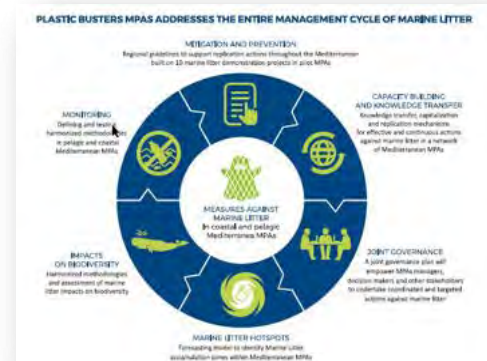 PLASTIC BUSTERS MPAS ADDRESSES THE ENTIRE MANAGEMENT CYCLE OF MARINE LITTER
MITIGATION AND PREVENTION
Regional guidelines to support replication actions throughout the Mediterranean
built on 10 marine litter demonstration projects in pilot MPAs
CAPACITY BUILDING
AND KNOWLEDGE TRANSFER
Knowledge transfer, capitalization
and replication mechanisms
for effective and continuous actions
against marine litter in a network
of Mediterranean MPAs
JOINT GOVERNANCE
A joint governance plan will
empower MPAs managers,
decision makers and other stakeholders
to undertake coordinated and targeted
actions against marine litter
MARINE LITTER HOTSPOTS
Forecasting model to identify Marine Litter
accumulation zones within Mediterranean MPAs
IMPACTS
ON BIODIVERSITY
Harmonized methodologies
and assessment of marine
litter impacts on biodiversity
MONITORING
Defining and testing
harmonized methodologies
in pelagic and coastal
Mediterranean MPAs
MEASURES AGAINST
MARINE LITTER
In coastal and pelagic
Mediterranean MPAs